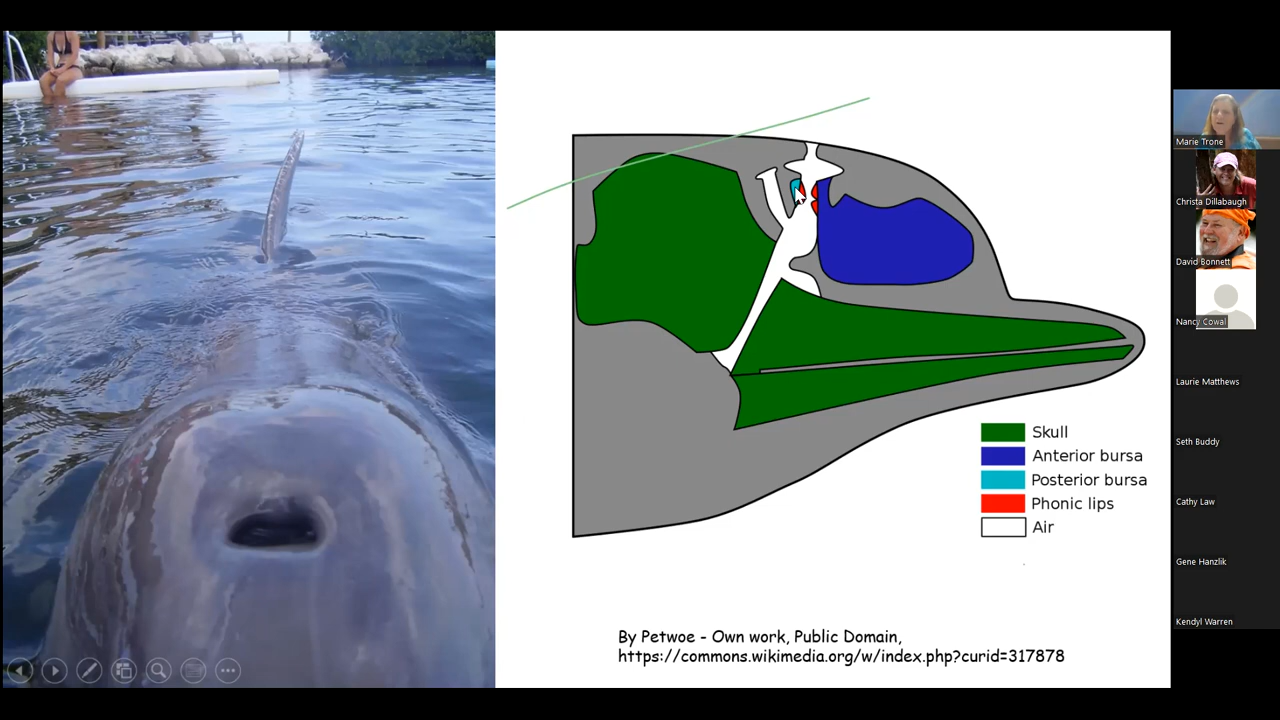 Skull
Anterior bursa
Posterior bursa
Phonic lips
Air
By Petwoe - Own work, Public Domain,
https://commons.wikimedia.org/w/index.php?curid=317878
Marie Trone
Christa Dillabaugh
David Bonnett
Nancy Cowal
Laurie Matthews
Seth Buddy
Cathy Law
Gene Hanzlik
Kendyl Warren